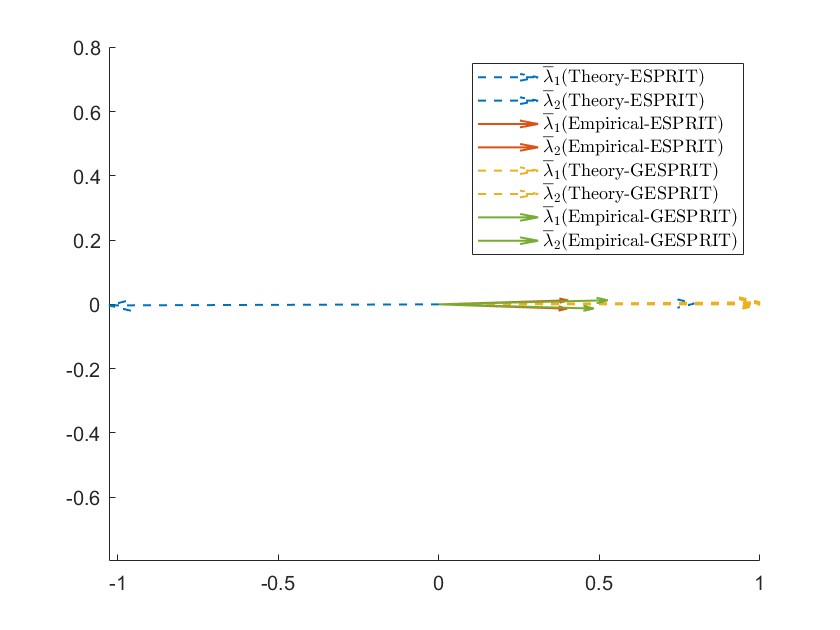 0.8
0.6
0.4
0.2
0
-0.2
-0.4
-0.6
-1 -0.5 0 0.5 1
λ̅₁(Theory-ESPRIT)
λ̅₂(Theory-ESPRIT)
λ̅₁(Empirical-ESPRIT)
λ̅₂(Empirical-ESPRIT)
λ̅₁(Theory-GESPRIT)
λ̅₂(Theory-GESPRIT)
λ̅₁(Empirical-GESPRIT)
λ̅₂(Empirical-GESPRIT)